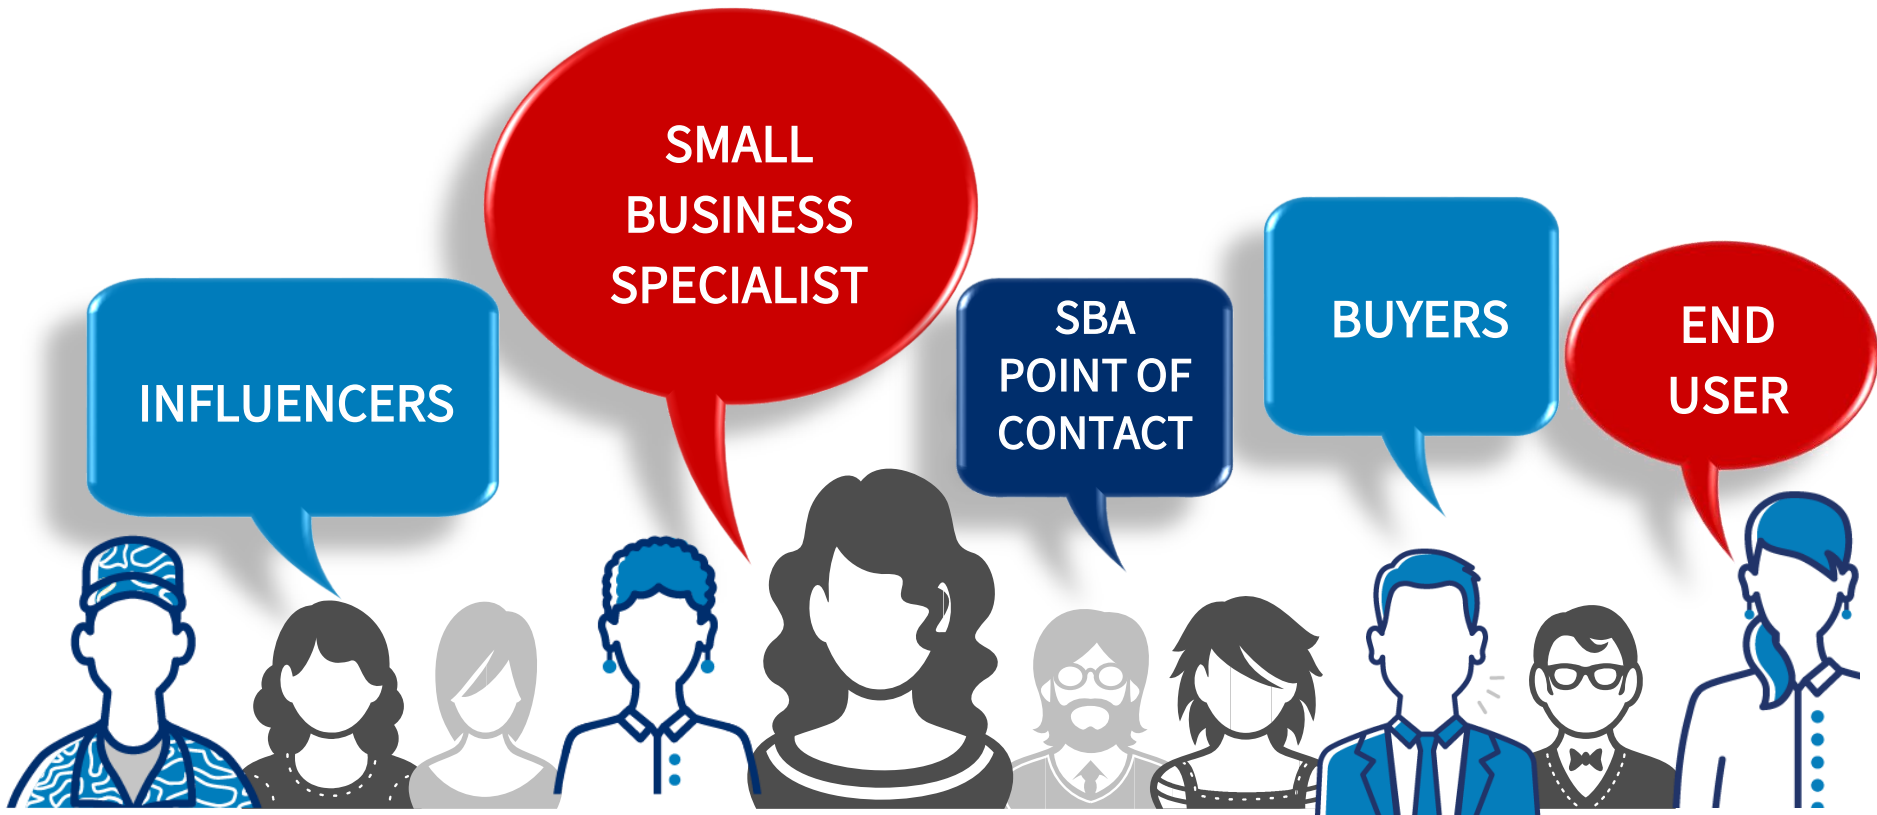 INFLUENCERS
SMALL
BUSINESS
SPECIALIST
SBA
POINT OF
CONTACT
BUYERS
END
USER